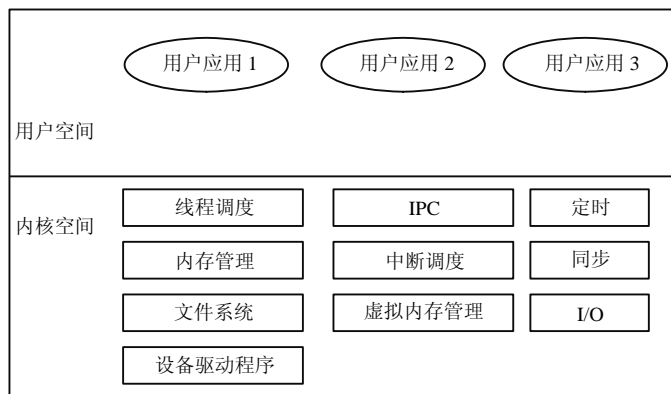 用户应用 1 用户应用 2 用户应用 3
用户空间
内核空间 线程调度 IPC 定时
内存管理 中断调度 同步
文件系统 虚拟内存管理 I/O
设备驱动程序